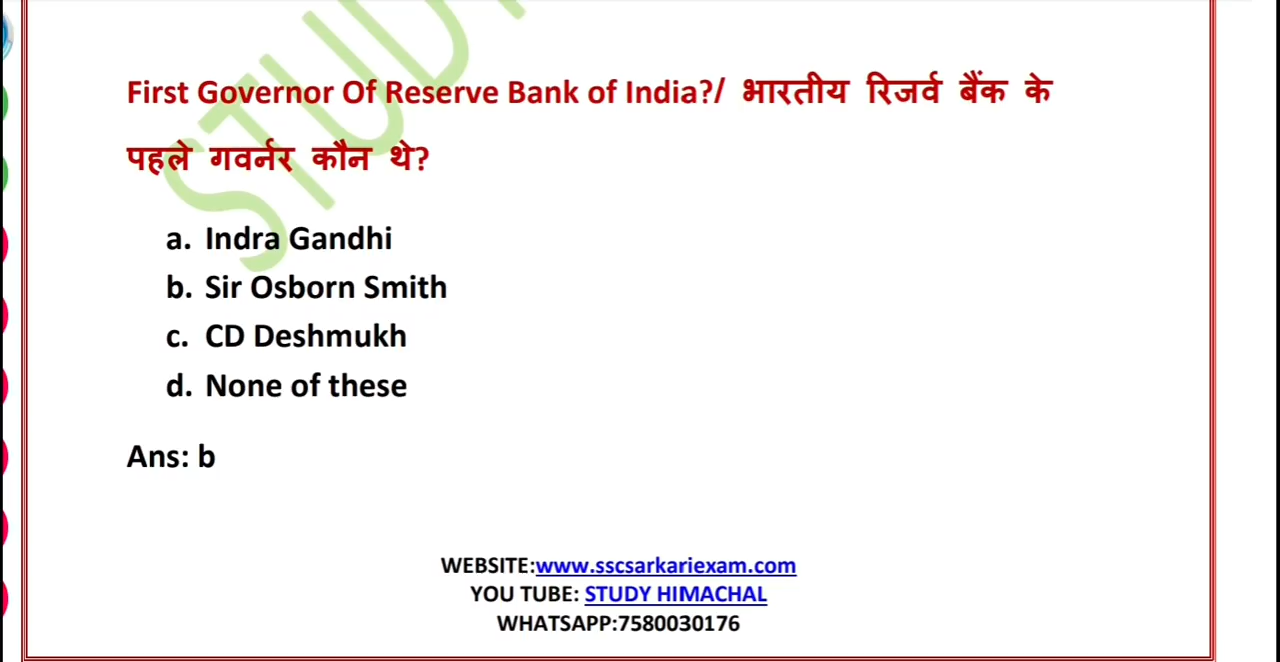 First Governor Of Reserve Bank of India?/ भारतीय रिजर्व बैंक के
पहले गवर्नर कौन थे?
a. Indra Gandhi
b. Sir Osborn Smith
c. CD Deshmukh
d. None of these
Ans: b
WEBSITE:www.sscsarkariexam.com
YOU TUBE: STUDY HIMACHAL
WHATSAPP:7580030176
STUDY